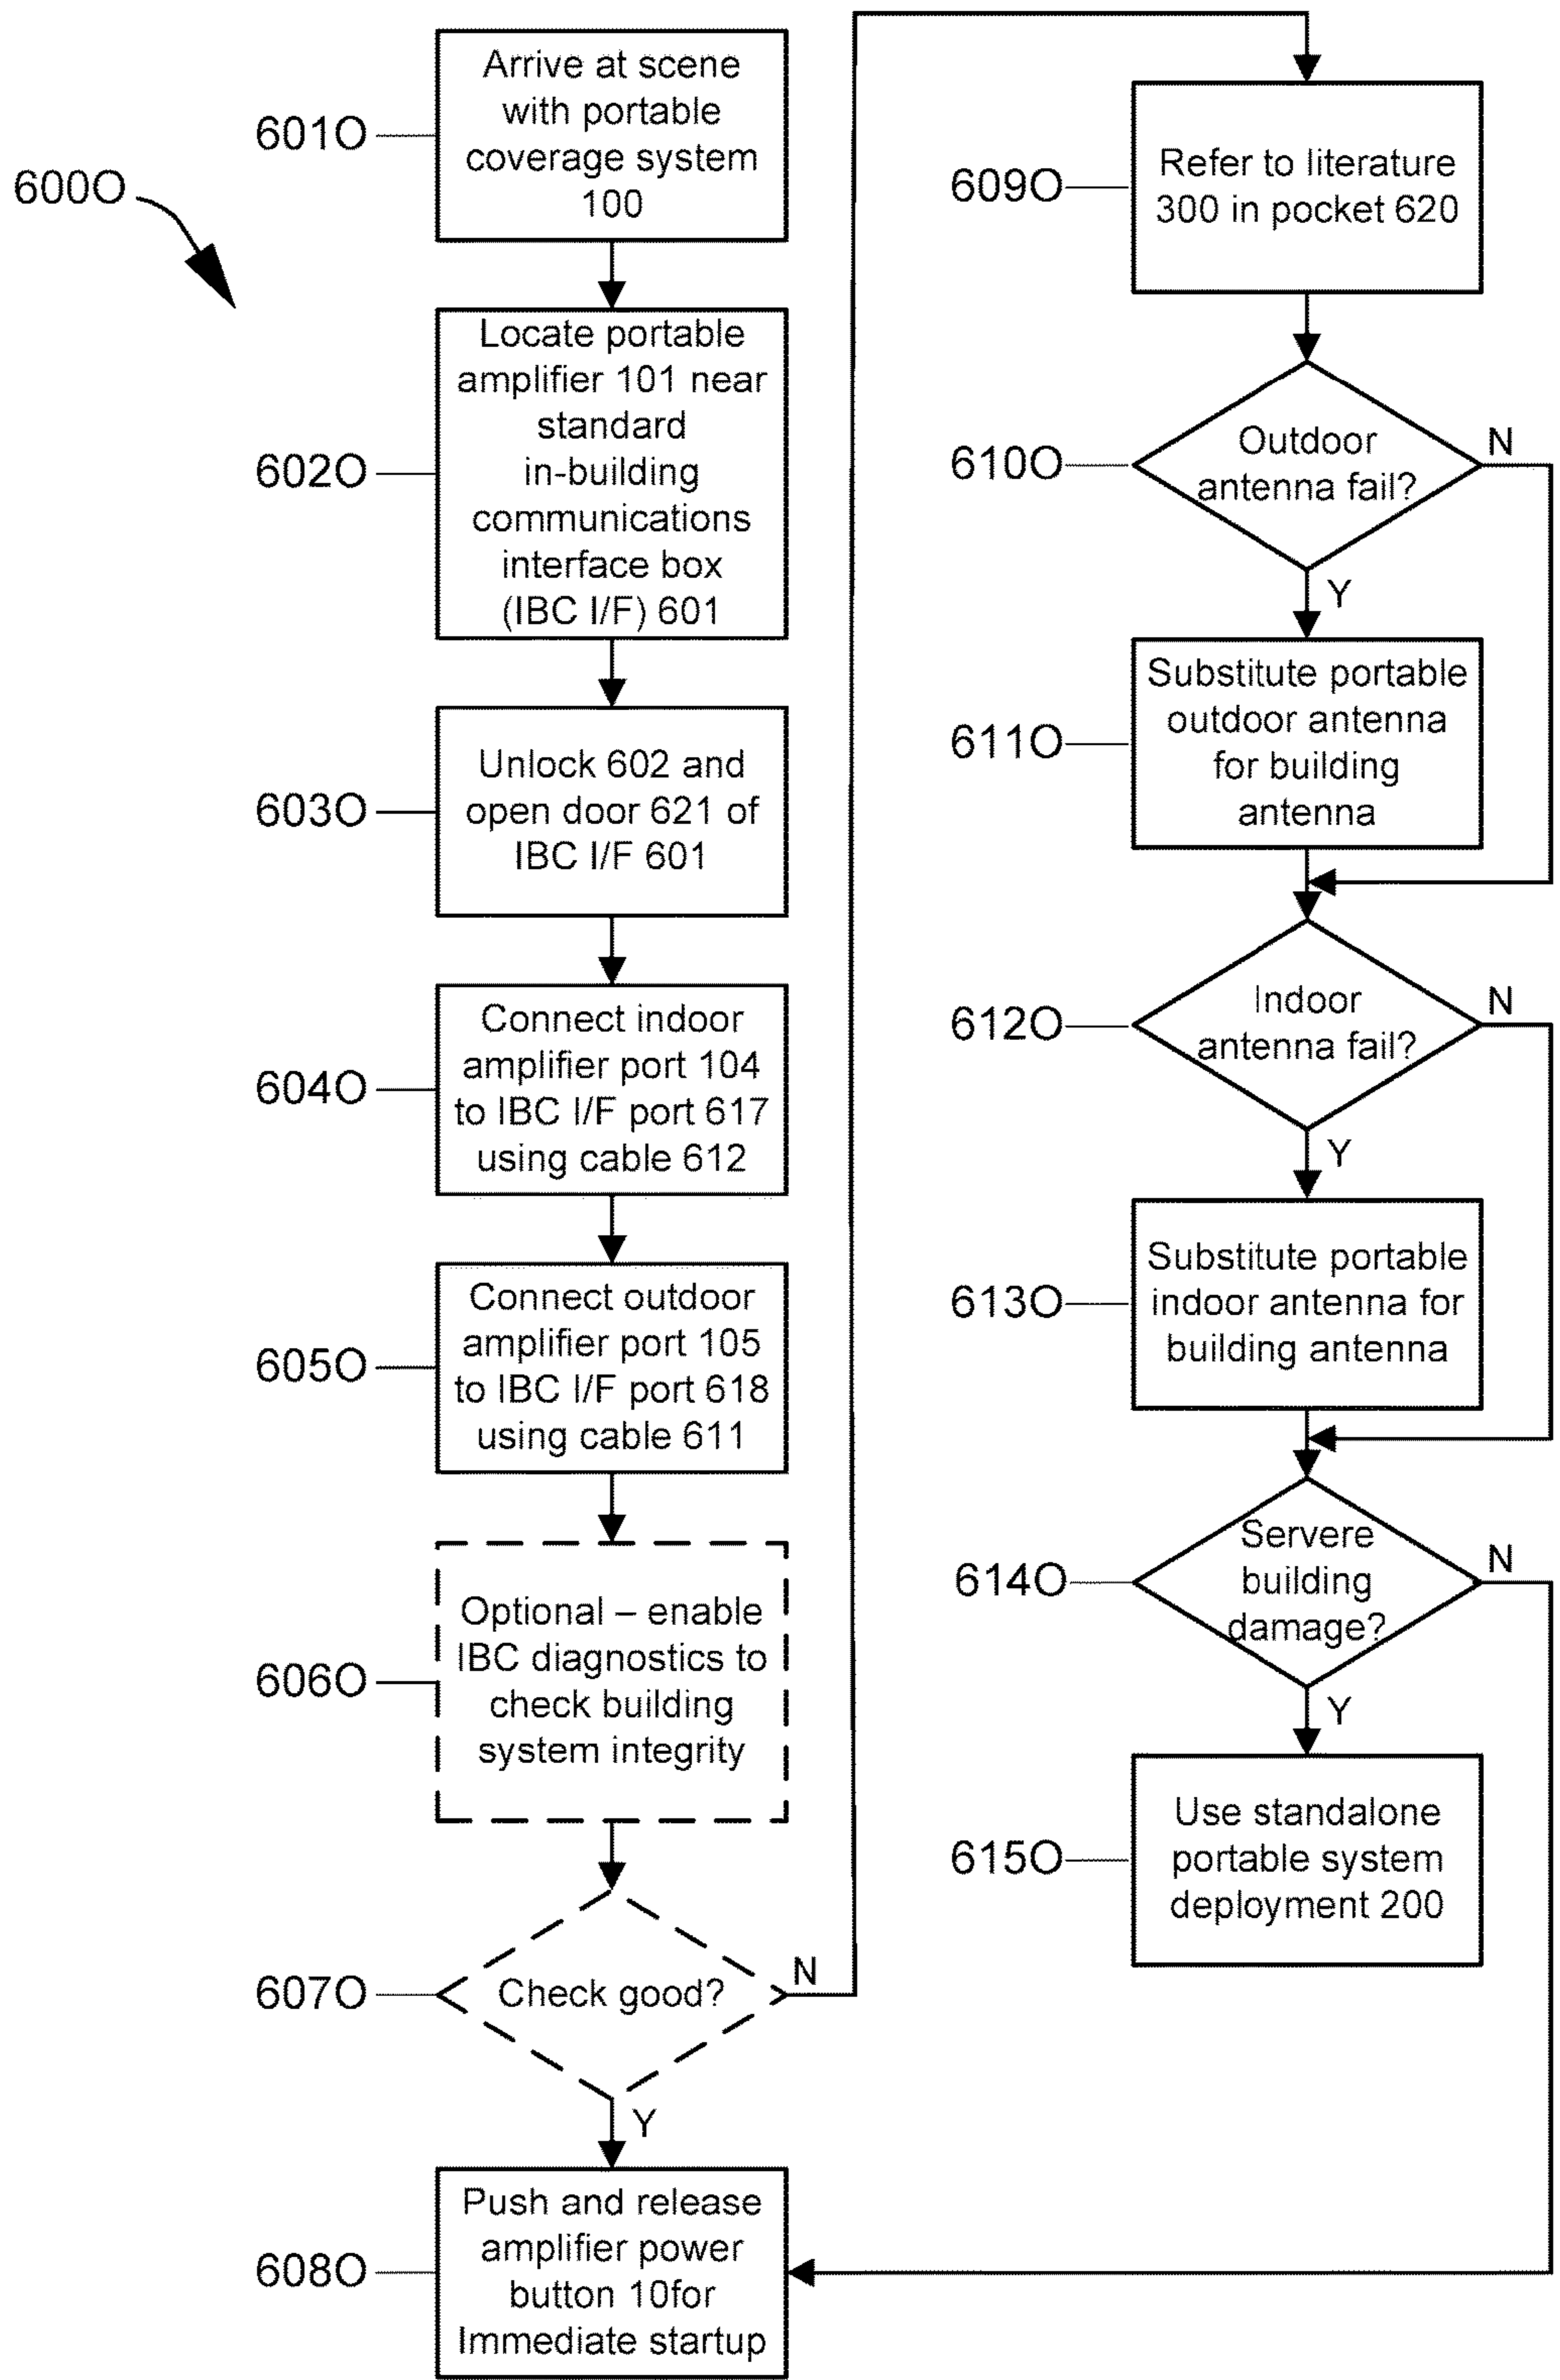 600O
601O
Arrive at scene
with portable
coverage system
100
602O
Locate portable
amplifier 101 near
standard
in-building
communications
interface box
(IBC I/F) 601
603O
Unlock 602 and
open door 621 of
IBC I/F 601
604O
Connect indoor
amplifier port 104
to IBC I/F port 617
using cable 612
605O
Connect outdoor
amplifier port 105
to IBC I/F port 618
using cable 611
606O
Optional – enable
IBC diagnostics to
check building
system integrity
607O
Check good?
N
Y
608O
Push and release
amplifier power
button 10for
Immediate startup
609O
Refer to literature
300 in pocket 620
610O
Outdoor
antenna fail?
N
Y
611O
Substitute portable
outdoor antenna
for building
antenna
612O
Indoor
antenna fail?
N
Y
613O
Substitute portable
indoor antenna for
building antenna
614O
Servere
building
damage?
N
Y
615O
Use standalone
portable system
deployment 200